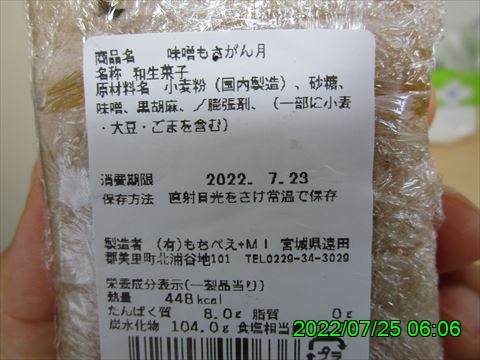 商品名 味噌もさがん月
名称 和生菓子
原材料名 小麦粉(国内製造)、砂糖、
味噌、黒胡麻、/膨張剤、(一部に小麦
・大豆・ごまを含む)
消費期限 2022. 7.23
保存方法 直射日光をさけ常温で保存
製造者 (有)もちべえ+MI 宮城県遠田
郡美里町北浦谷地101 TEL0229-34-3029
栄養成分表示(一製品当り)
熱量 448kcal
たんぱく質 8.0g 脂質 0g
炭水化物 104.0g 食塩相当
2022/07/25 06:06
プラ